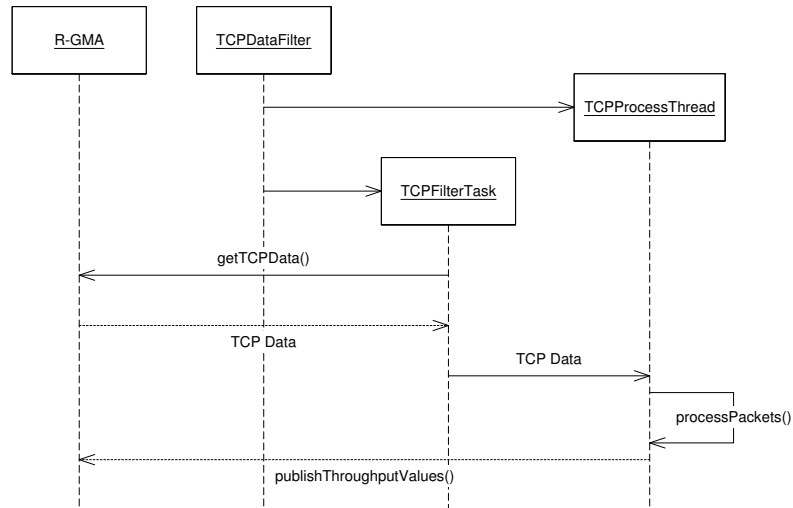 R-GMA
TCPDataFilter
TCPProcessThread
TCPFilterTask
getTCPData()
TCP Data
TCP Data
processPackets()
publishThroughputValues()